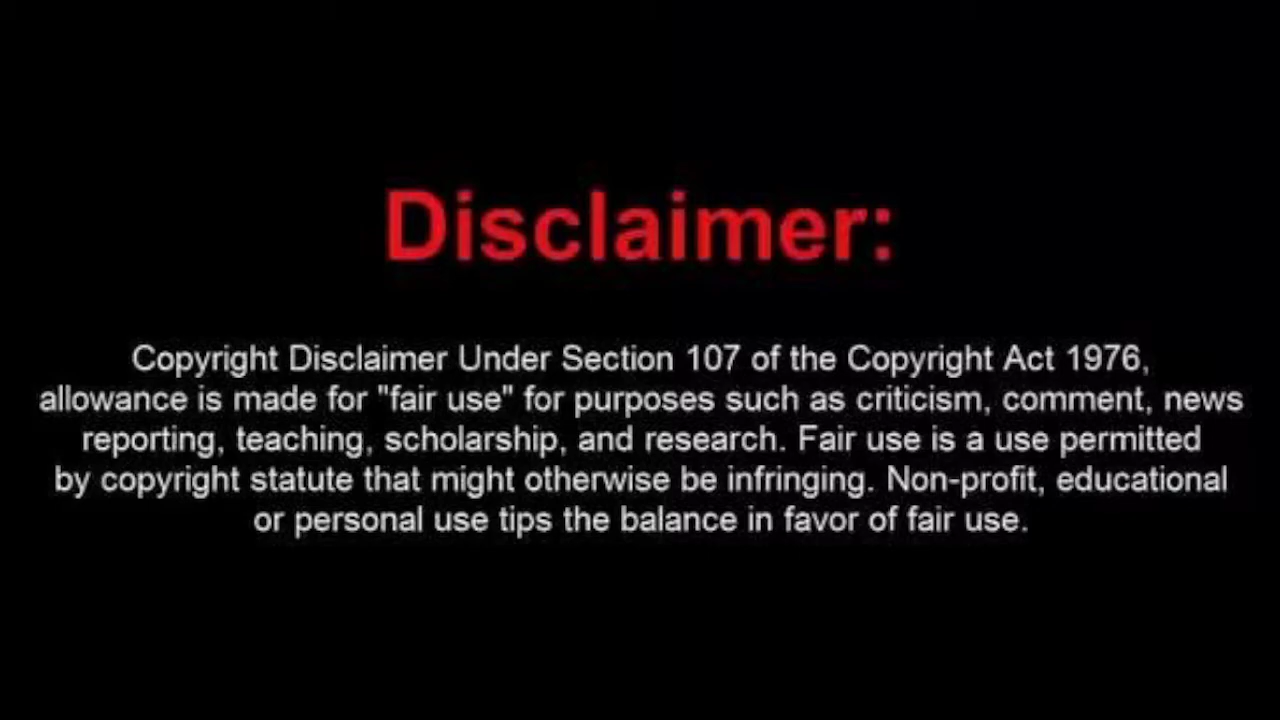 Disclaimer:
Copyright Disclaimer Under Section 107 of the Copyright Act 1976,
allowance is made for "fair use" for purposes such as criticism, comment, news
reporting, teaching, scholarship, and research. Fair use is a use permitted
by copyright statute that might otherwise be infringing. Non-profit, educational
or personal use tips the balance in favor of fair use.